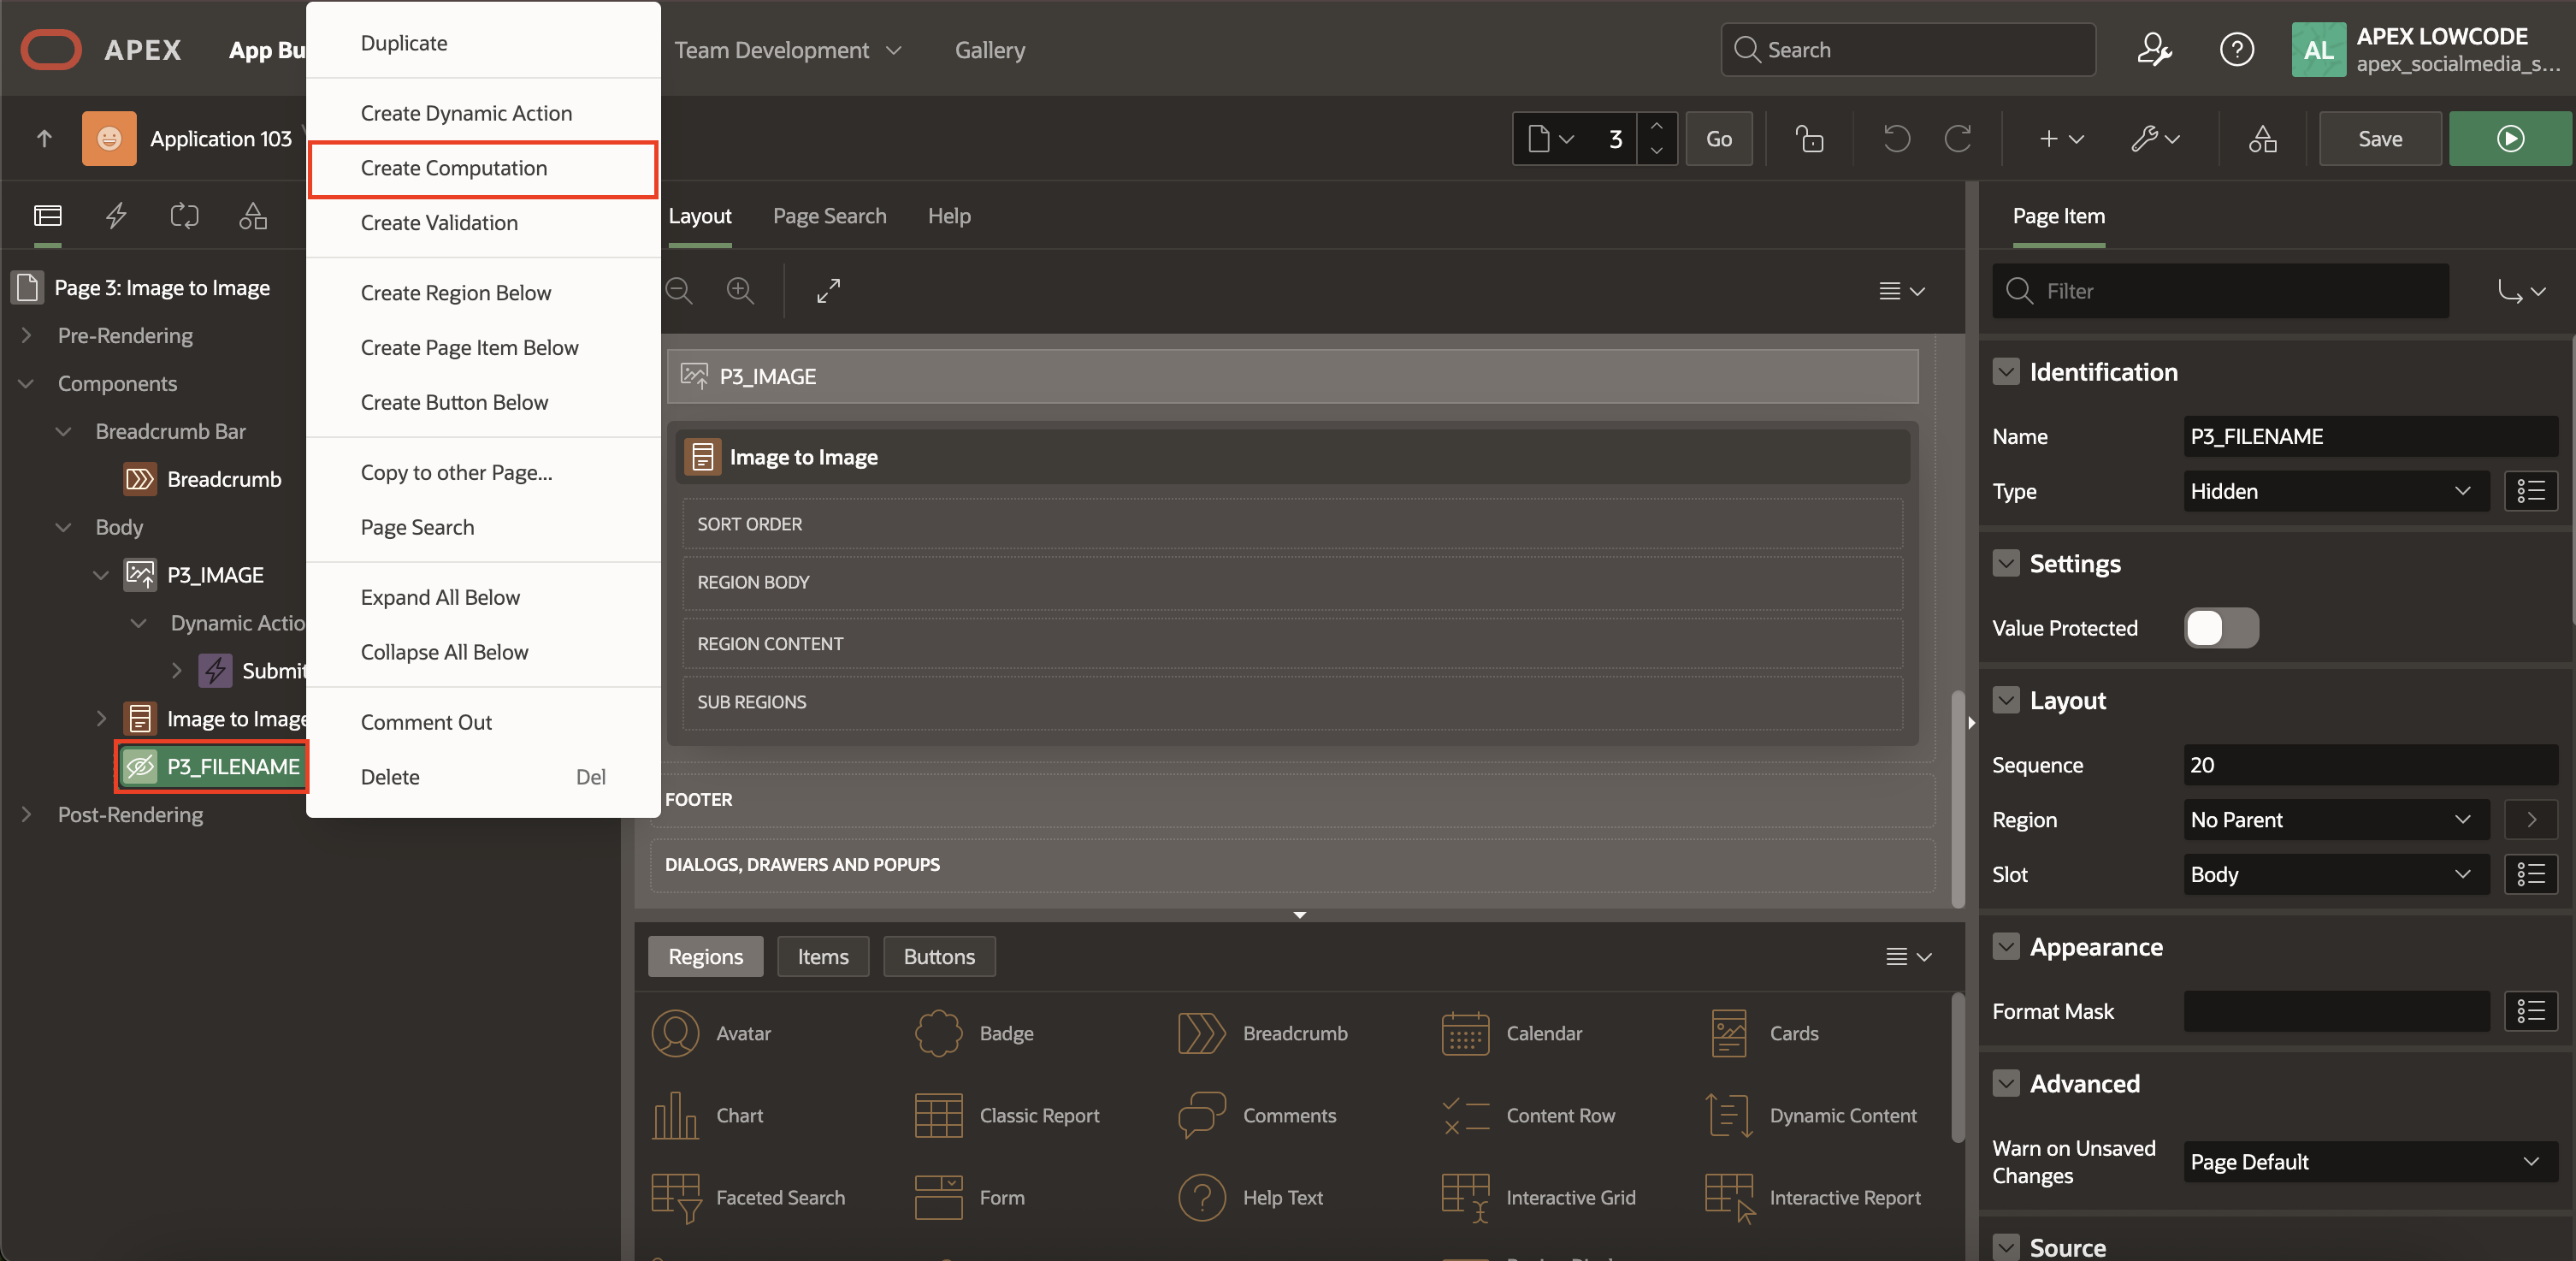 APEX
App Bu
Team Development
Gallery
Search
AL
APEX LOWCODE
apex_socialmedia_s...
Application 103
3
Go
Save
Page 3: Image to Image
Pre-Rendering
Components
Breadcrumb Bar
Breadcrumb
Body
P3_IMAGE
Dynamic Actio
Submit
Image to Image
P3_FILENAME
Post-Rendering
Duplicate
Create Dynamic Action
Create Computation
Create Validation
Create Region Below
Create Page Item Below
Create Button Below
Copy to other Page...
Page Search
Expand All Below
Collapse All Below
Comment Out
Delete Del
Layout Page Search Help
P3_IMAGE
Image to Image
SORT ORDER
REGION BODY
REGION CONTENT
SUB REGIONS
FOOTER
DIALOGS, DRAWERS AND POPUPS
Regions Items Buttons
Avatar Badge Breadcrumb Calendar Cards
Chart Classic Report Comments Content Row Dynamic Content
Faceted Search Form Help Text Interactive Grid Interactive Report
Page Item
Filter
Identification
Name P3_FILENAME
Type Hidden
Settings
Value Protected
Layout
Sequence 20
Region No Parent
Slot Body
Appearance
Format Mask
Advanced
Warn on Unsaved
Changes
Page Default
Source